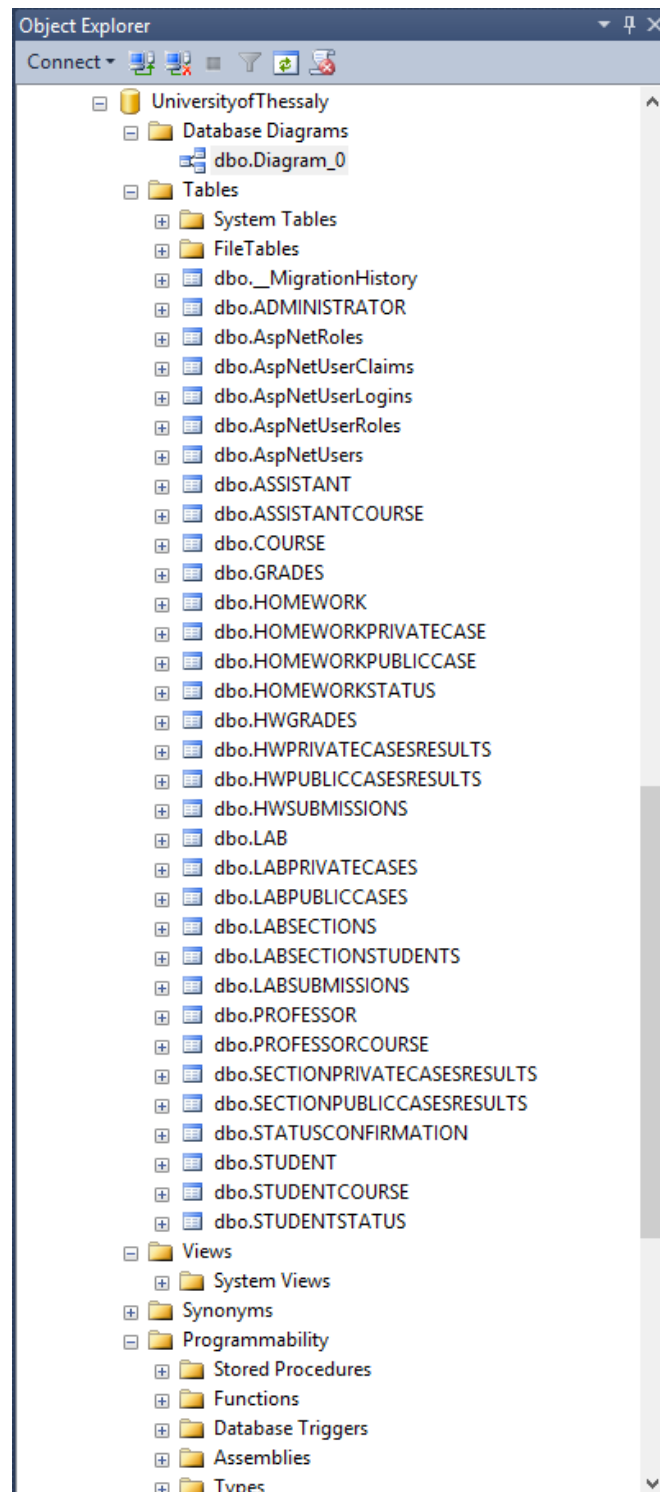 Object Explorer
Connect
UniversityofThessaly
Database Diagrams
dbo.Diagram_0
Tables
System Tables
FileTables
dbo.__MigrationHistory
dbo.ADMINISTRATOR
dbo.AspNetRoles
dbo.AspNetUserClaims
dbo.AspNetUserLogins
dbo.AspNetUserRoles
dbo.AspNetUsers
dbo.ASSISTANT
dbo.ASSISTANTCOURSE
dbo.COURSE
dbo.GRADES
dbo.HOMEWORK
dbo.HOMEWORKPRIVATECASE
dbo.HOMEWORKPUBLICCASE
dbo.HOMEWORKSTATUS
dbo.HWGRADES
dbo.HWPRIVATECASESRESULTS
dbo.HWPUBLICCASESRESULTS
dbo.HWSUBMISSIONS
dbo.LAB
dbo.LABPRIVATECASES
dbo.LABPUBLICCASES
dbo.LABSECTIONS
dbo.LABSECTIONSTUDENTS
dbo.LABSUBMISSIONS
dbo.PROFESSOR
dbo.PROFESSORCOURSE
dbo.SECTIONPRIVATECASESRESULTS
dbo.SECTIONPUBLICCASESRESULTS
dbo.STATUSCONFIRMATION
dbo.STUDENT
dbo.STUDENTCOURSE
dbo.STUDENTSTATUS
Views
System Views
Synonyms
Programmability
Stored Procedures
Functions
Database Triggers
Assemblies
Types